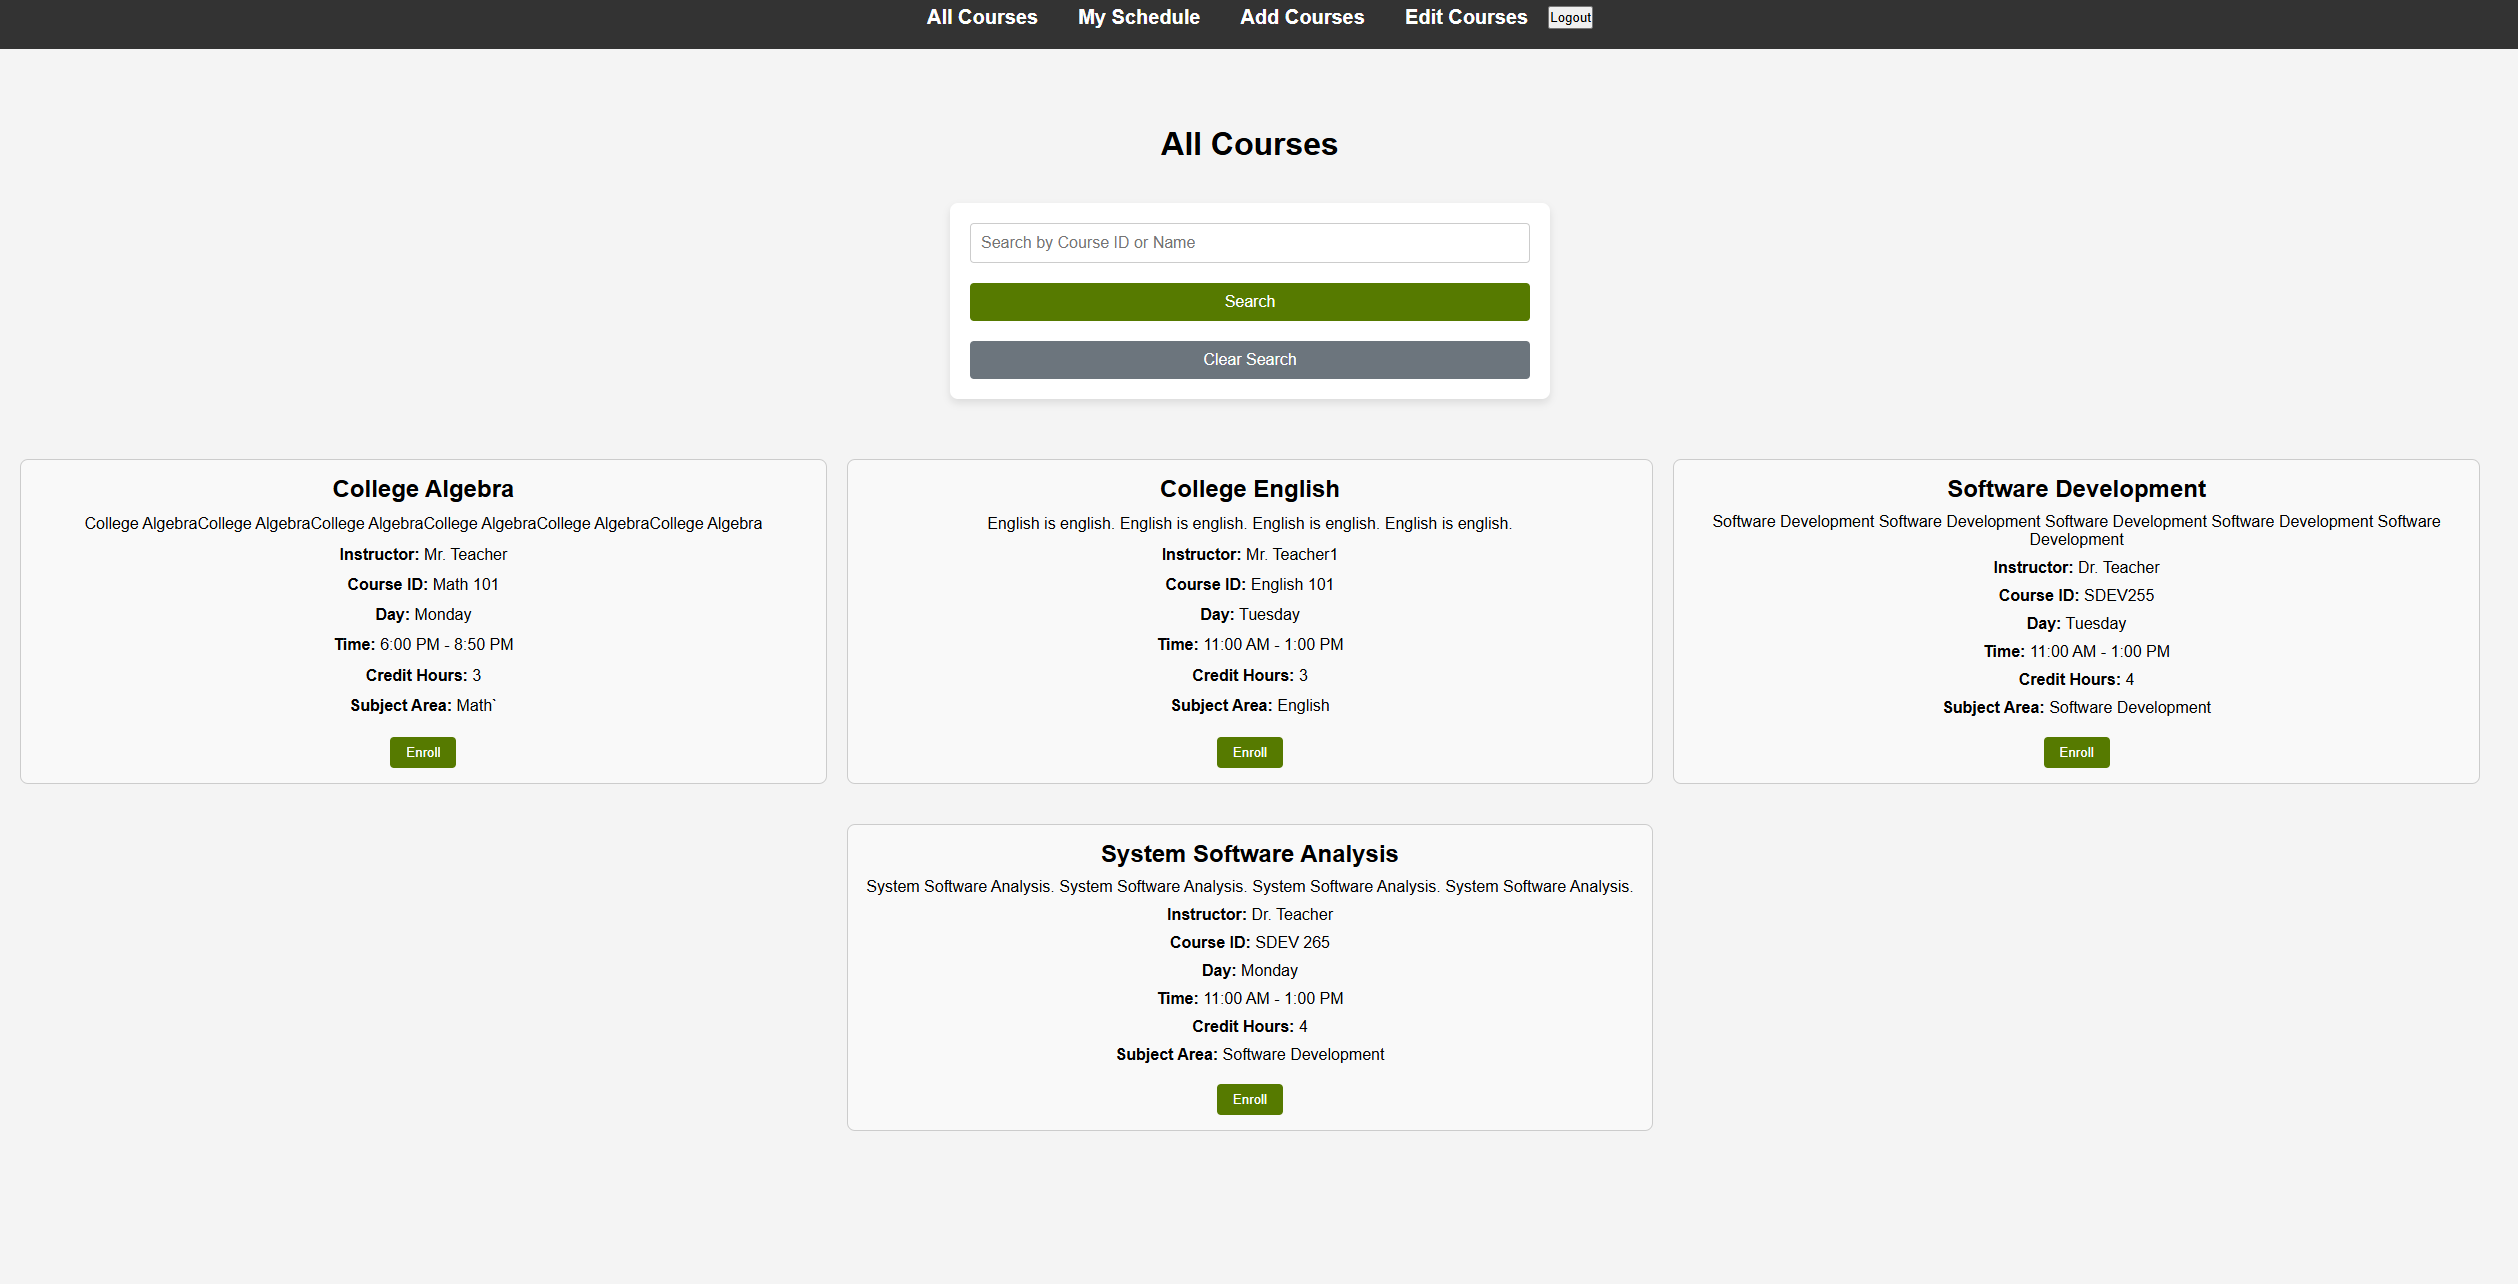 All Courses My Schedule Add Courses Edit Courses Logout
All Courses
Search by Course ID or Name
Search
Clear Search
College Algebra
College AlgebraCollege AlgebraCollege AlgebraCollege AlgebraCollege AlgebraCollege Algebra
Instructor: Mr. Teacher
Course ID: Math 101
Day: Monday
Time: 6:00 PM - 8:50 PM
Credit Hours: 3
Subject Area: Math`
Enroll
College English
English is english. English is english. English is english. English is english.
Instructor: Mr. Teacher1
Course ID: English 101
Day: Tuesday
Time: 11:00 AM - 1:00 PM
Credit Hours: 3
Subject Area: English
Enroll
Software Development
Software Development Software Development Software Development Software Development Software
Development
Instructor: Dr. Teacher
Course ID: SDEV255
Day: Tuesday
Time: 11:00 AM - 1:00 PM
Credit Hours: 4
Subject Area: Software Development
Enroll
System Software Analysis
System Software Analysis. System Software Analysis. System Software Analysis. System Software Analysis.
Instructor: Dr. Teacher
Course ID: SDEV 265
Day: Monday
Time: 11:00 AM - 1:00 PM
Credit Hours: 4
Subject Area: Software Development
Enroll